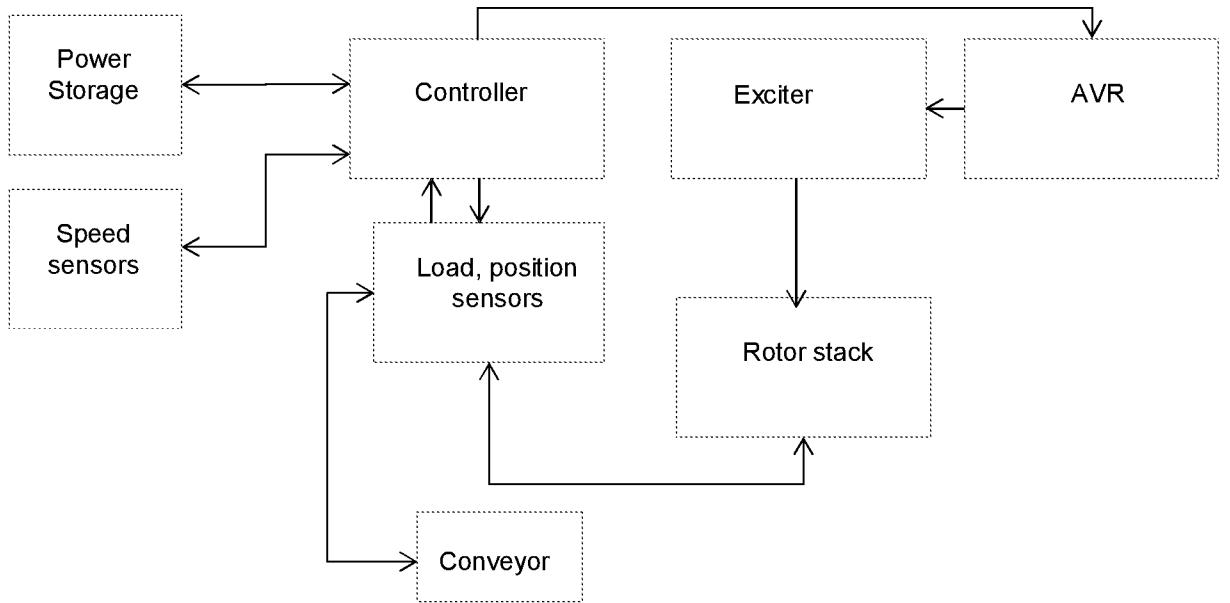 Power
Storage
Controller
Exciter
AVR
Speed
sensors
Load, position
sensors
Rotor stack
Conveyor